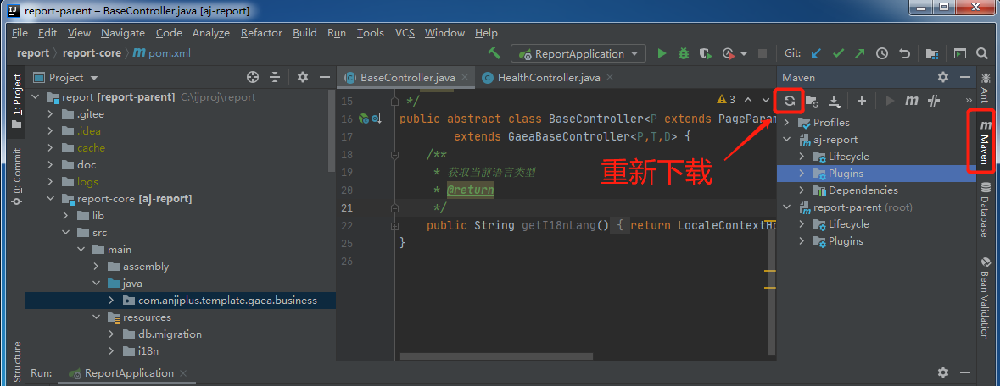 report-parent – BaseController.java [aj-report]
File Edit View Navigate Code Analyze Refactor Build Run Tools VCS Window Help
report report-core pom.xml ReportApplication Git:
Project BaseController.java HealthController.java Maven
1: Project
0: Commit
Structure
report [report-parent] C:\ijproj\report
.gitee
.idea
cache
doc
logs
report-core [aj-report]
lib
src
main
assembly
java
com.anjiplus.template.gaea.business
resources
db.migration
i18n
3
15 */
16 public abstract class BaseController<P extends PageParam
17 extends GaeaBaseController<P,T,D> {
18 /**
19 * 获取当前语言类型
20 * @return
21 */
22 public String getI18nLang() { return LocaleContextHo
25 }
26
重新下载
Profiles
aj-report
Lifecycle
Plugins
Dependencies
report-parent (root)
Lifecycle
Plugins
Ant
Maven
Database
Bean Validation
Run: ReportApplication